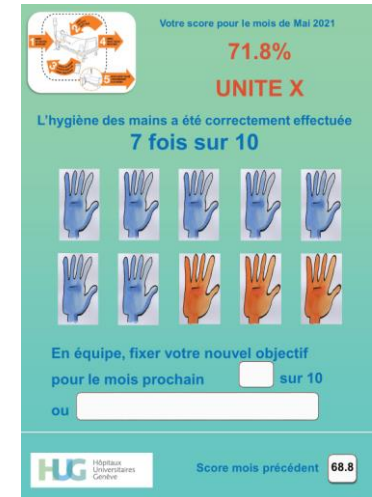 Votre score pour le mois de Mai 2021
71.8%
UNITE X
L'hygiène des mains a été correctement effectuée
7 fois sur 10
En équipe, fixer votre nouvel objectif
pour le mois prochain sur 10
ou
HUG Hôpitaux
Universitaires
Genève
Score mois précédent 68.8